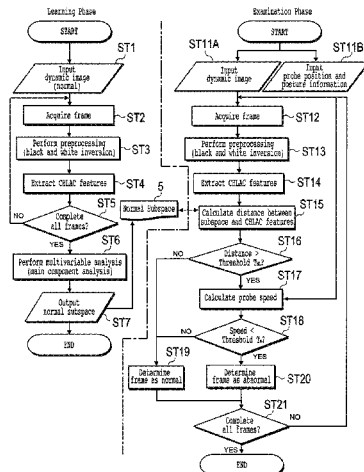 Learning Phase
START
ST1
Input
dynamic image
(normal)
Acquire frame
ST2
Perform preprocessing
(black and white inversion)
ST3
Extract CHLAC features
ST4
Complete
all frames?
ST5
NO
YES
ST6
Perform multivariable analysis
(main component analysis)
Output
normal subspace
ST7
END
5
Normal Subspace
Examination Phase
START
ST11A
ST11B
Input
dynamic image
Input
probe position and
posture information
Acquire frame
ST12
Perform preprocessing
(black and white inversion)
ST13
Extract CHLAC features
ST14
Calculate distance between
subspace and CHLAC features
ST15
Distance >
ST16
NO
YES
ST17
Calculate probe speed
Speed <
ST18
NO
YES
ST19
Determine
frame as normal
Determine
frame as abnormal
ST20
Complete
all frames?
ST21
NO
YES
END